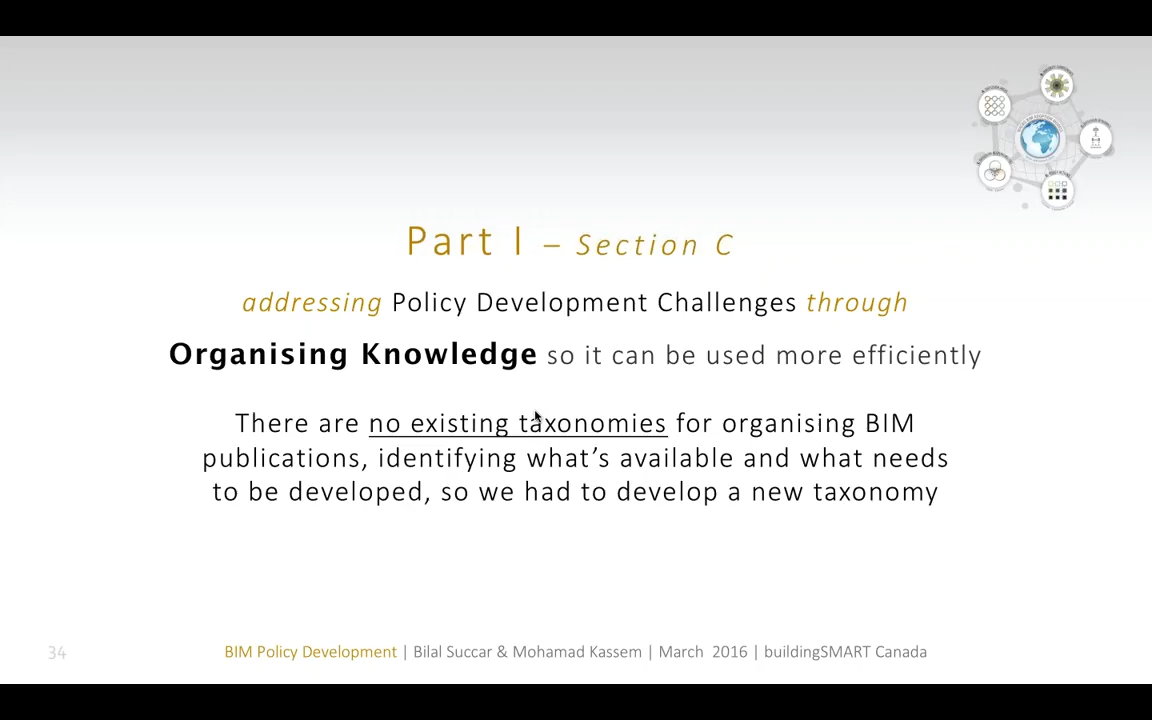 Part I – Section C
addressing Policy Development Challenges through
Organising Knowledge so it can be used more efficiently
There are no existing taxonomies for organising BIM
publications, identifying what’s available and what needs
to be developed, so we had to develop a new taxonomy
34
BIM Policy Development | Bilal Succar & Mohamad Kassem | March 2016 | buildingSMART Canada